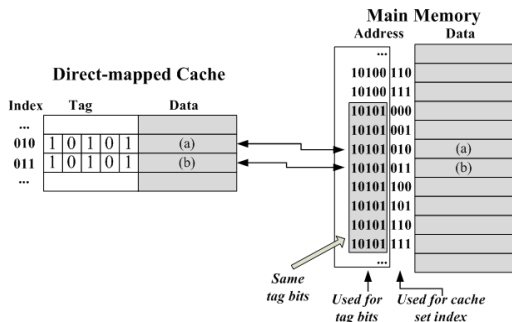 Main Memory
Address Data
Direct-mapped Cache
Index Tag Data
...
010 1 0 1 0 1 (a)
011 1 0 1 0 1 (b)
...
...
10100 110
10100 111
10101 000
10101 001
10101 010 (a)
10101 011 (b)
10101 100
10101 101
10101 110
10101 111
...
Same tag bits
Used for tag bits
Used for cache set index